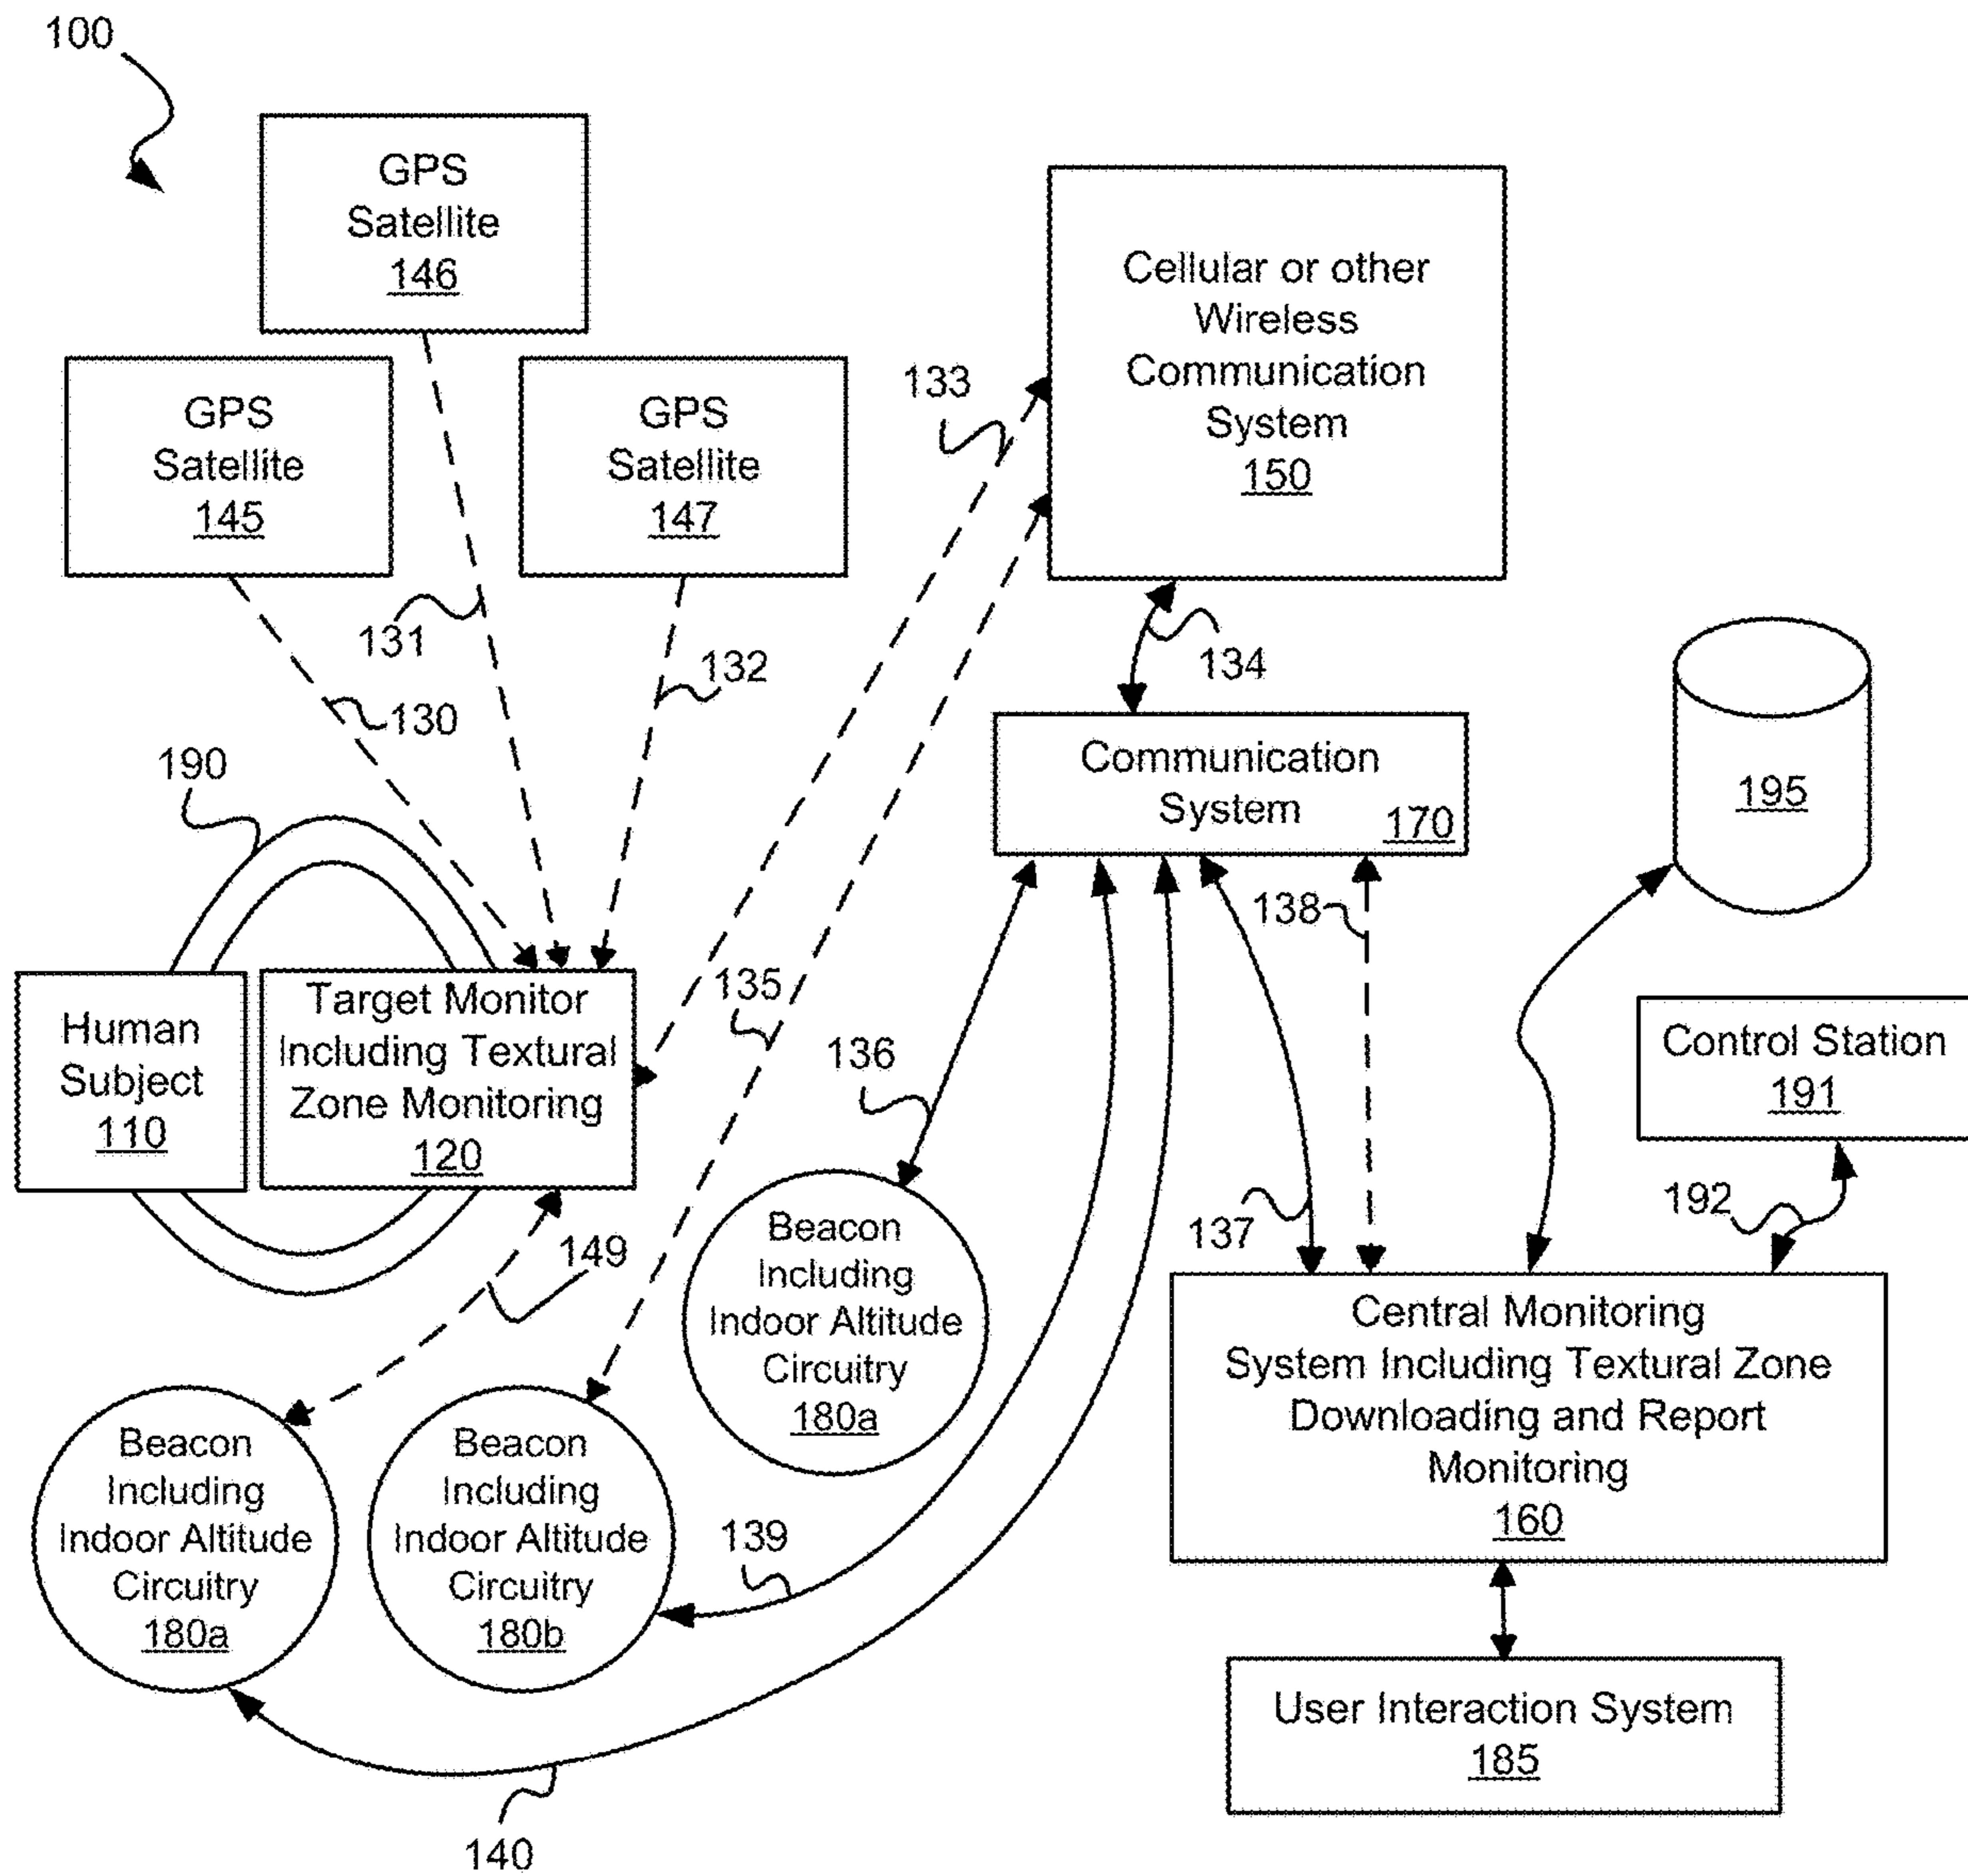 100
GPS
Satellite
146
GPS
Satellite
145
GPS
Satellite
147
Cellular or other
Wireless
Communication
System
150
133
131
132
130
134
190
Communication
System
170
195
138
Human
Subject
110
Target Monitor
Including Textural
Zone Monitoring
120
135
136
Control Station
191
192
137
149
Beacon
Including
Indoor Altitude
Circuitry
180a
Central Monitoring
System Including Textural Zone
Downloading and Report
Monitoring
160
Beacon
Including
Indoor Altitude
Circuitry
180a
Beacon
Including
Indoor Altitude
Circuitry
180b
139
User Interaction System
185
140